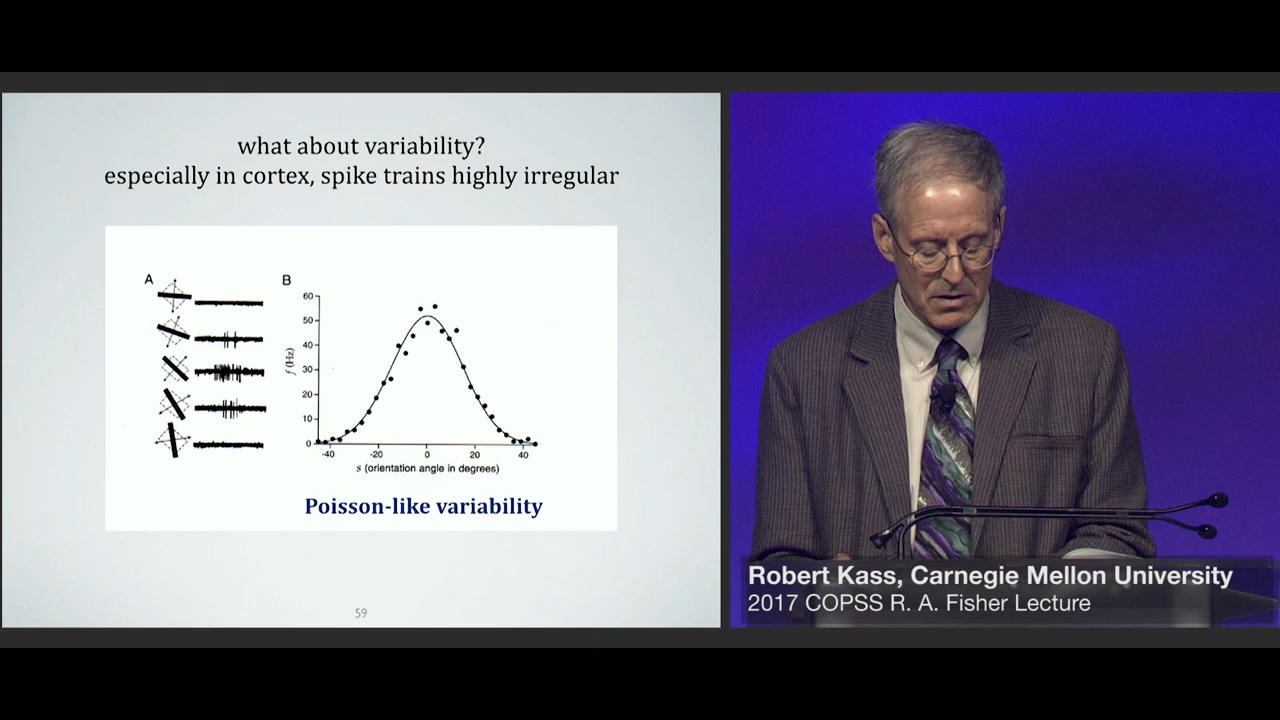 what about variability?
especially in cortex, spike trains highly irregular
A
B
60
50
40
30
20
10
0
f (Hz)
-40
-20
0
20
40
s (orientation angle in degrees)
Poisson-like variability
59
Robert Kass, Carnegie Mellon University
2017 COPSS R. A. Fisher Lecture